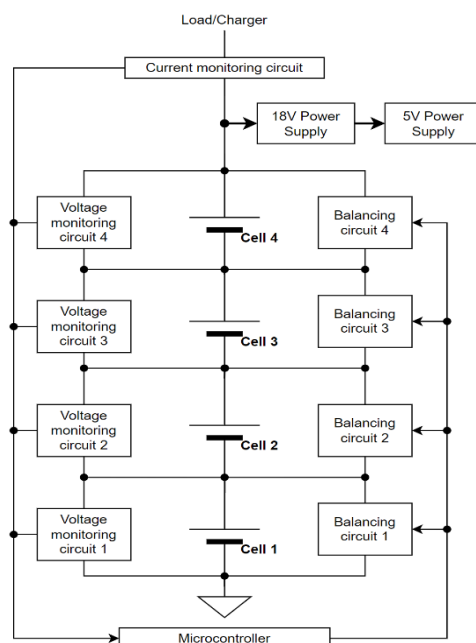 Load/Charger
Current monitoring circuit
18V Power
Supply
5V Power
Supply
Voltage
monitoring
circuit 4
Cell 4
Balancing
circuit 4
Voltage
monitoring
circuit 3
Cell 3
Balancing
circuit 3
Voltage
monitoring
circuit 2
Cell 2
Balancing
circuit 2
Voltage
monitoring
circuit 1
Cell 1
Balancing
circuit 1
Microcontroller